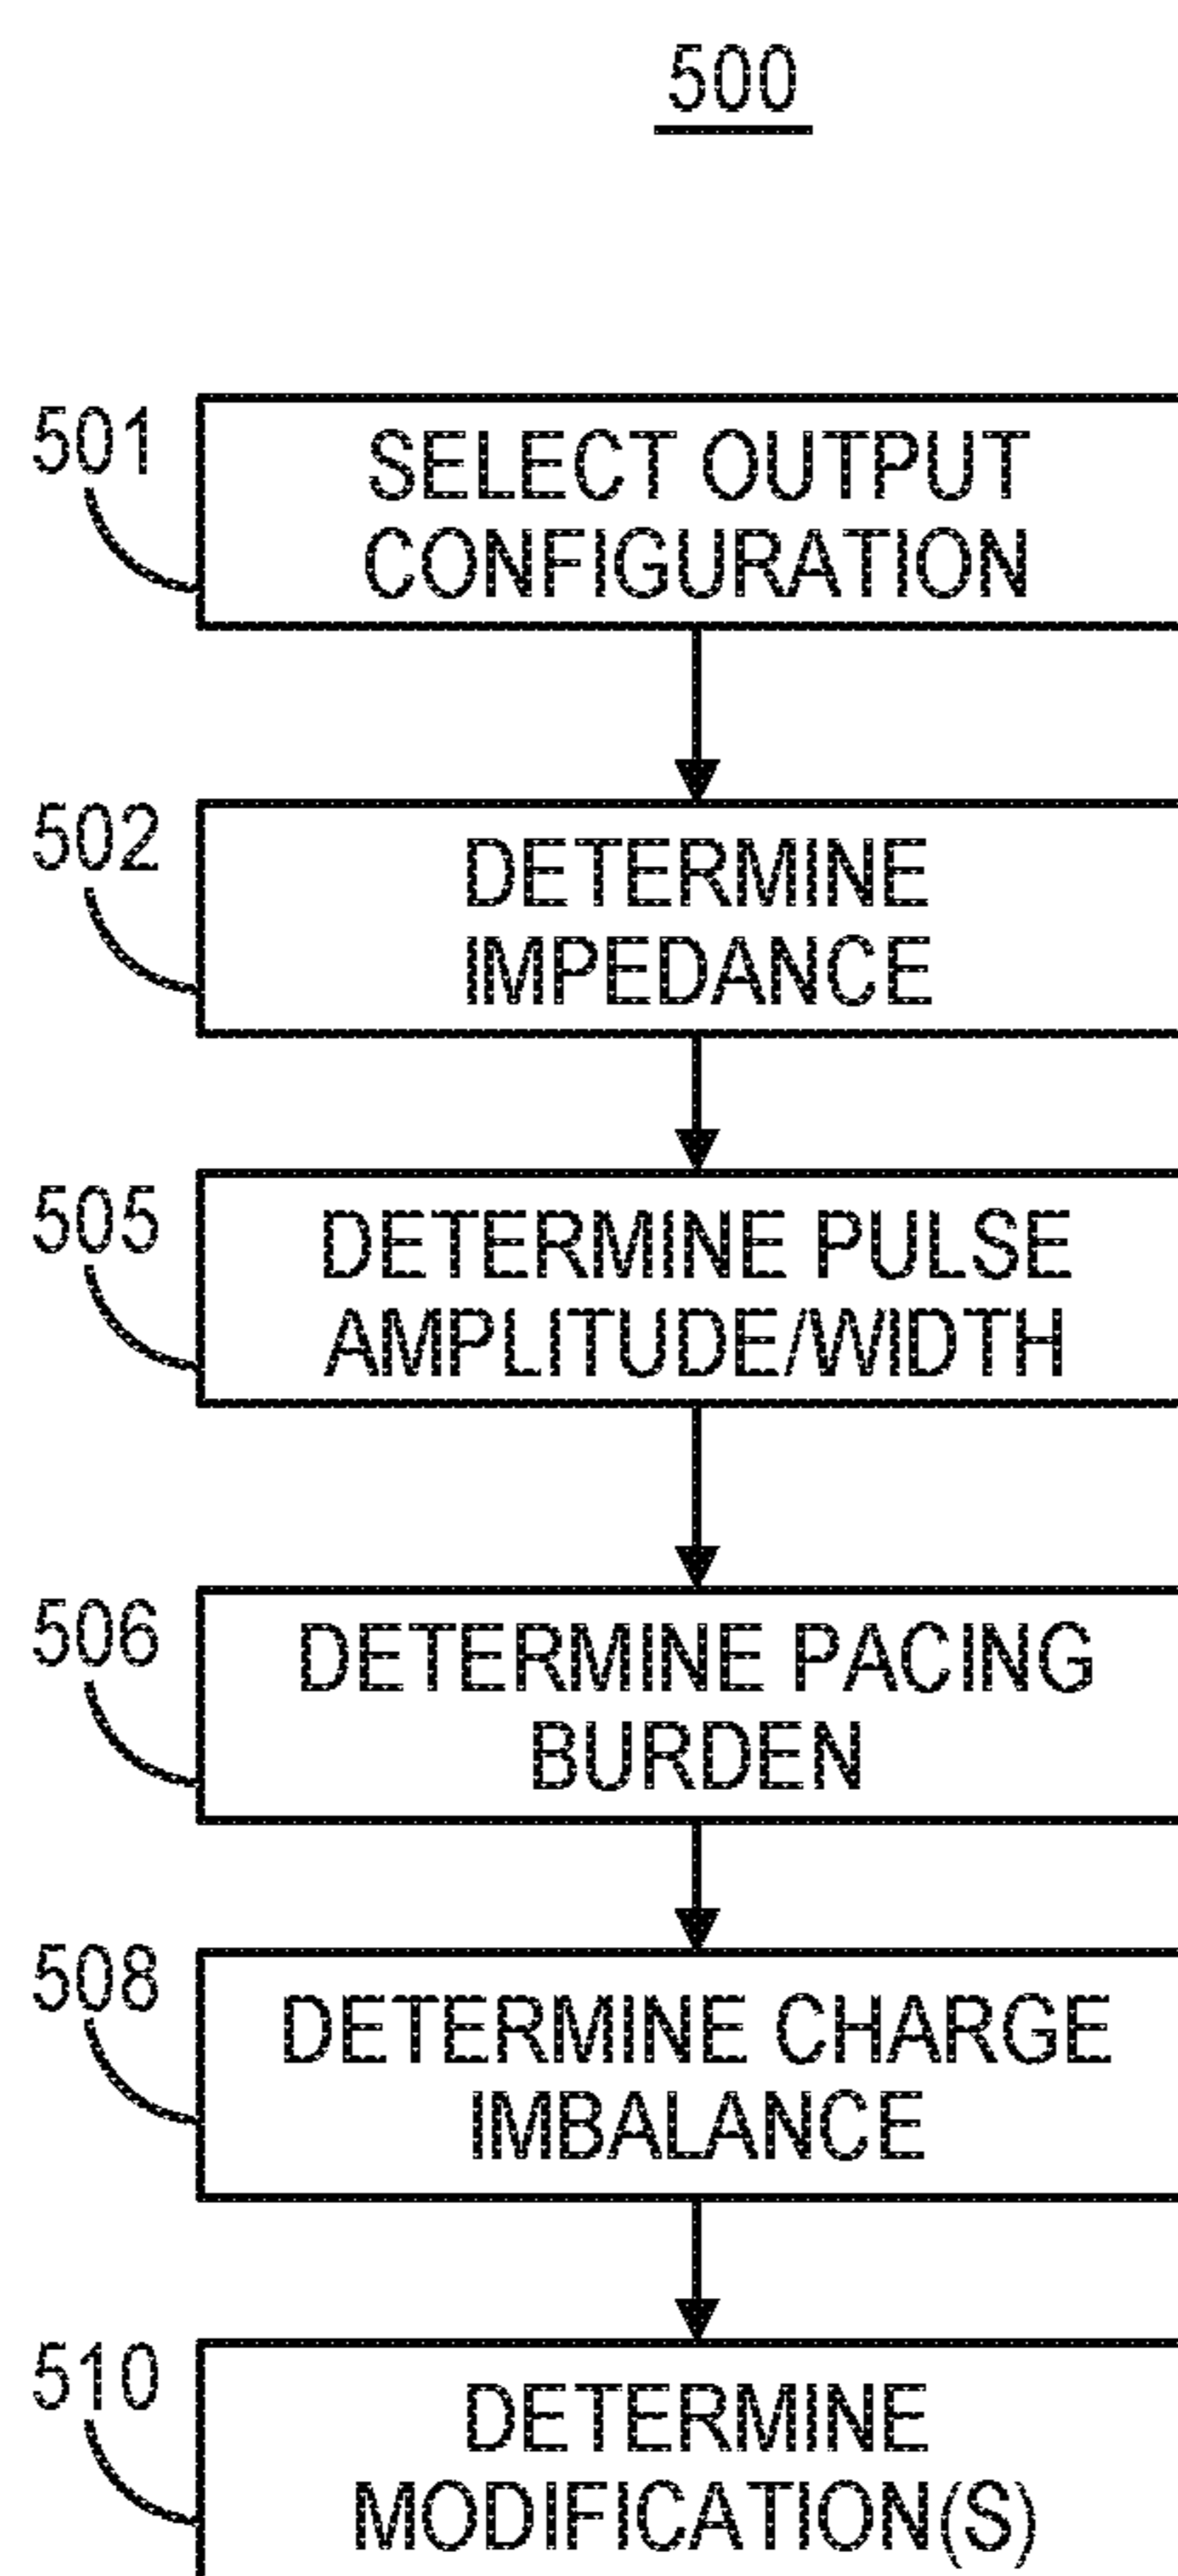 500
501
SELECT OUTPUT
CONFIGURATION
502
DETERMINE
IMPEDANCE
505
DETERMINE PULSE
AMPLITUDE/WIDTH
506
DETERMINE PACING
BURDEN
508
DETERMINE CHARGE
IMBALANCE
510
DETERMINE
MODIFICATION(S)